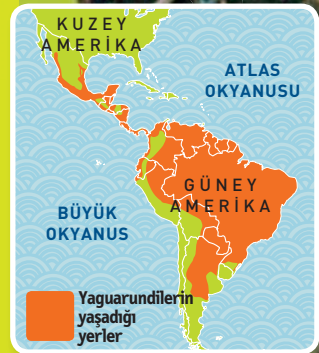 KUZEY
AMERİKA
ATLAS
OKYANUSU
GÜNEY
AMERİKA
BÜYÜK
OKYANUS
Yaguarundilerin
yaşadığı
yerler